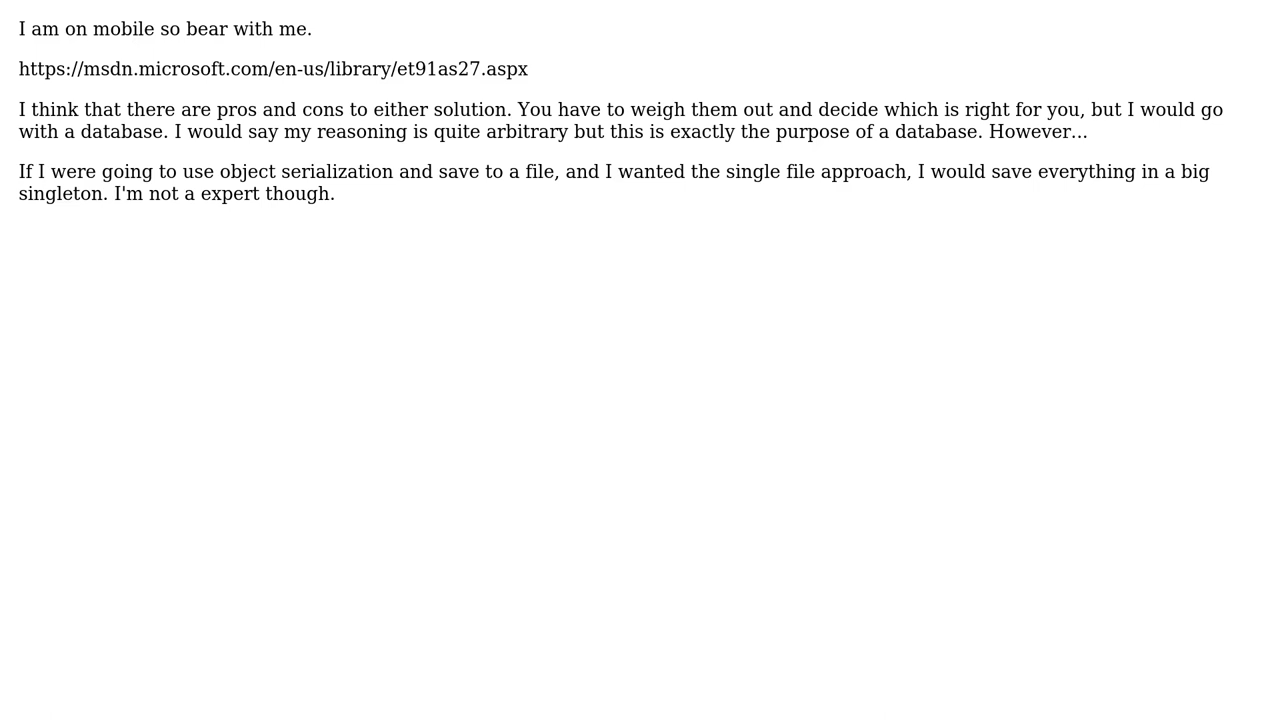 I am on mobile so bear with me.
https://msdn.microsoft.com/en-us/library/et91as27.aspx
I think that there are pros and cons to either solution. You have to weigh them out and decide which is right for you, but I would go
with a database. I would say my reasoning is quite arbitrary but this is exactly the purpose of a database. However...
If I were going to use object serialization and save to a file, and I wanted the single file approach, I would save everything in a big
singleton. I'm not a expert though.